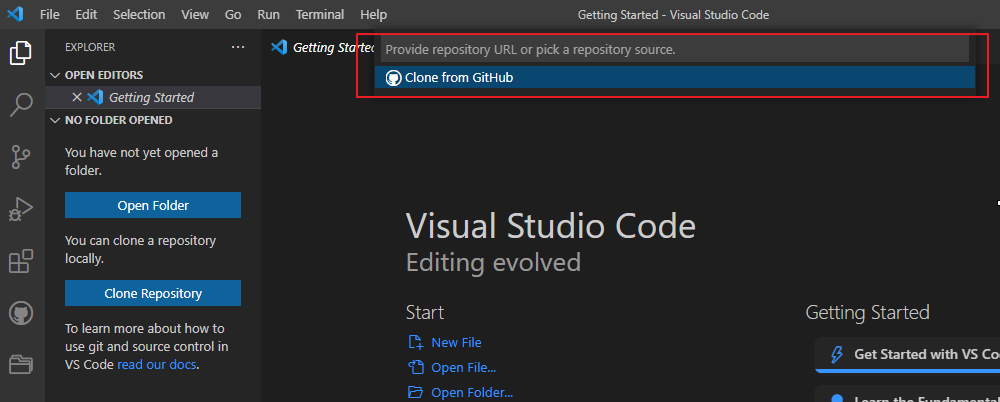 File Edit Selection View Go Run Terminal Help Getting Started - Visual Studio Code
EXPLORER
OPEN EDITORS
Getting Started
NO FOLDER OPENED
You have not yet opened a
folder.
Open Folder
You can clone a repository
locally.
Clone Repository
To learn more about how to
use git and source control in
VS Code read our docs.
Getting Started
Provide repository URL or pick a repository source.
Clone from GitHub
Visual Studio Code
Editing evolved
Start
New File
Open File...
Open Folder...
Getting Started
Get Started with VS Co
Learn the Fundamental